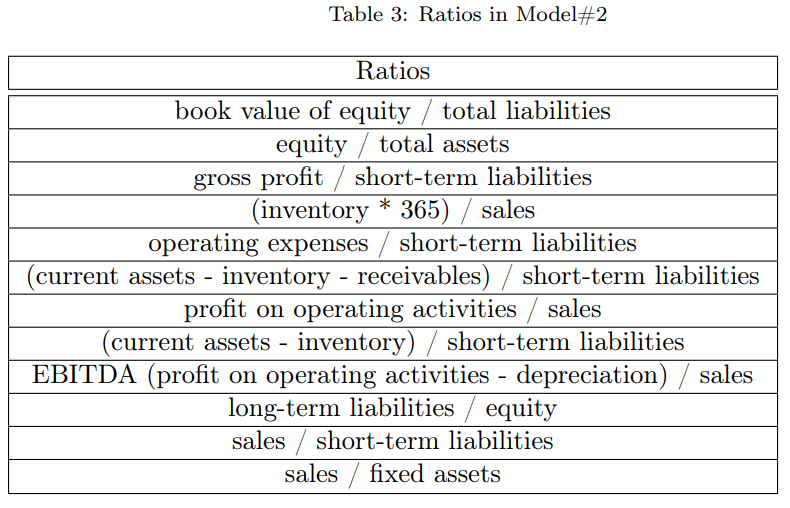 Table 3: Ratios in Model#2
Ratios
book value of equity / total liabilities
equity / total assets
gross profit / short-term liabilities
(inventory * 365) / sales
operating expenses / short-term liabilities
(current assets - inventory - receivables) / short-term liabilities
profit on operating activities / sales
(current assets - inventory) / short-term liabilities
EBITDA (profit on operating activities - depreciation) / sales
long-term liabilities / equity
sales / short-term liabilities
sales / fixed assets